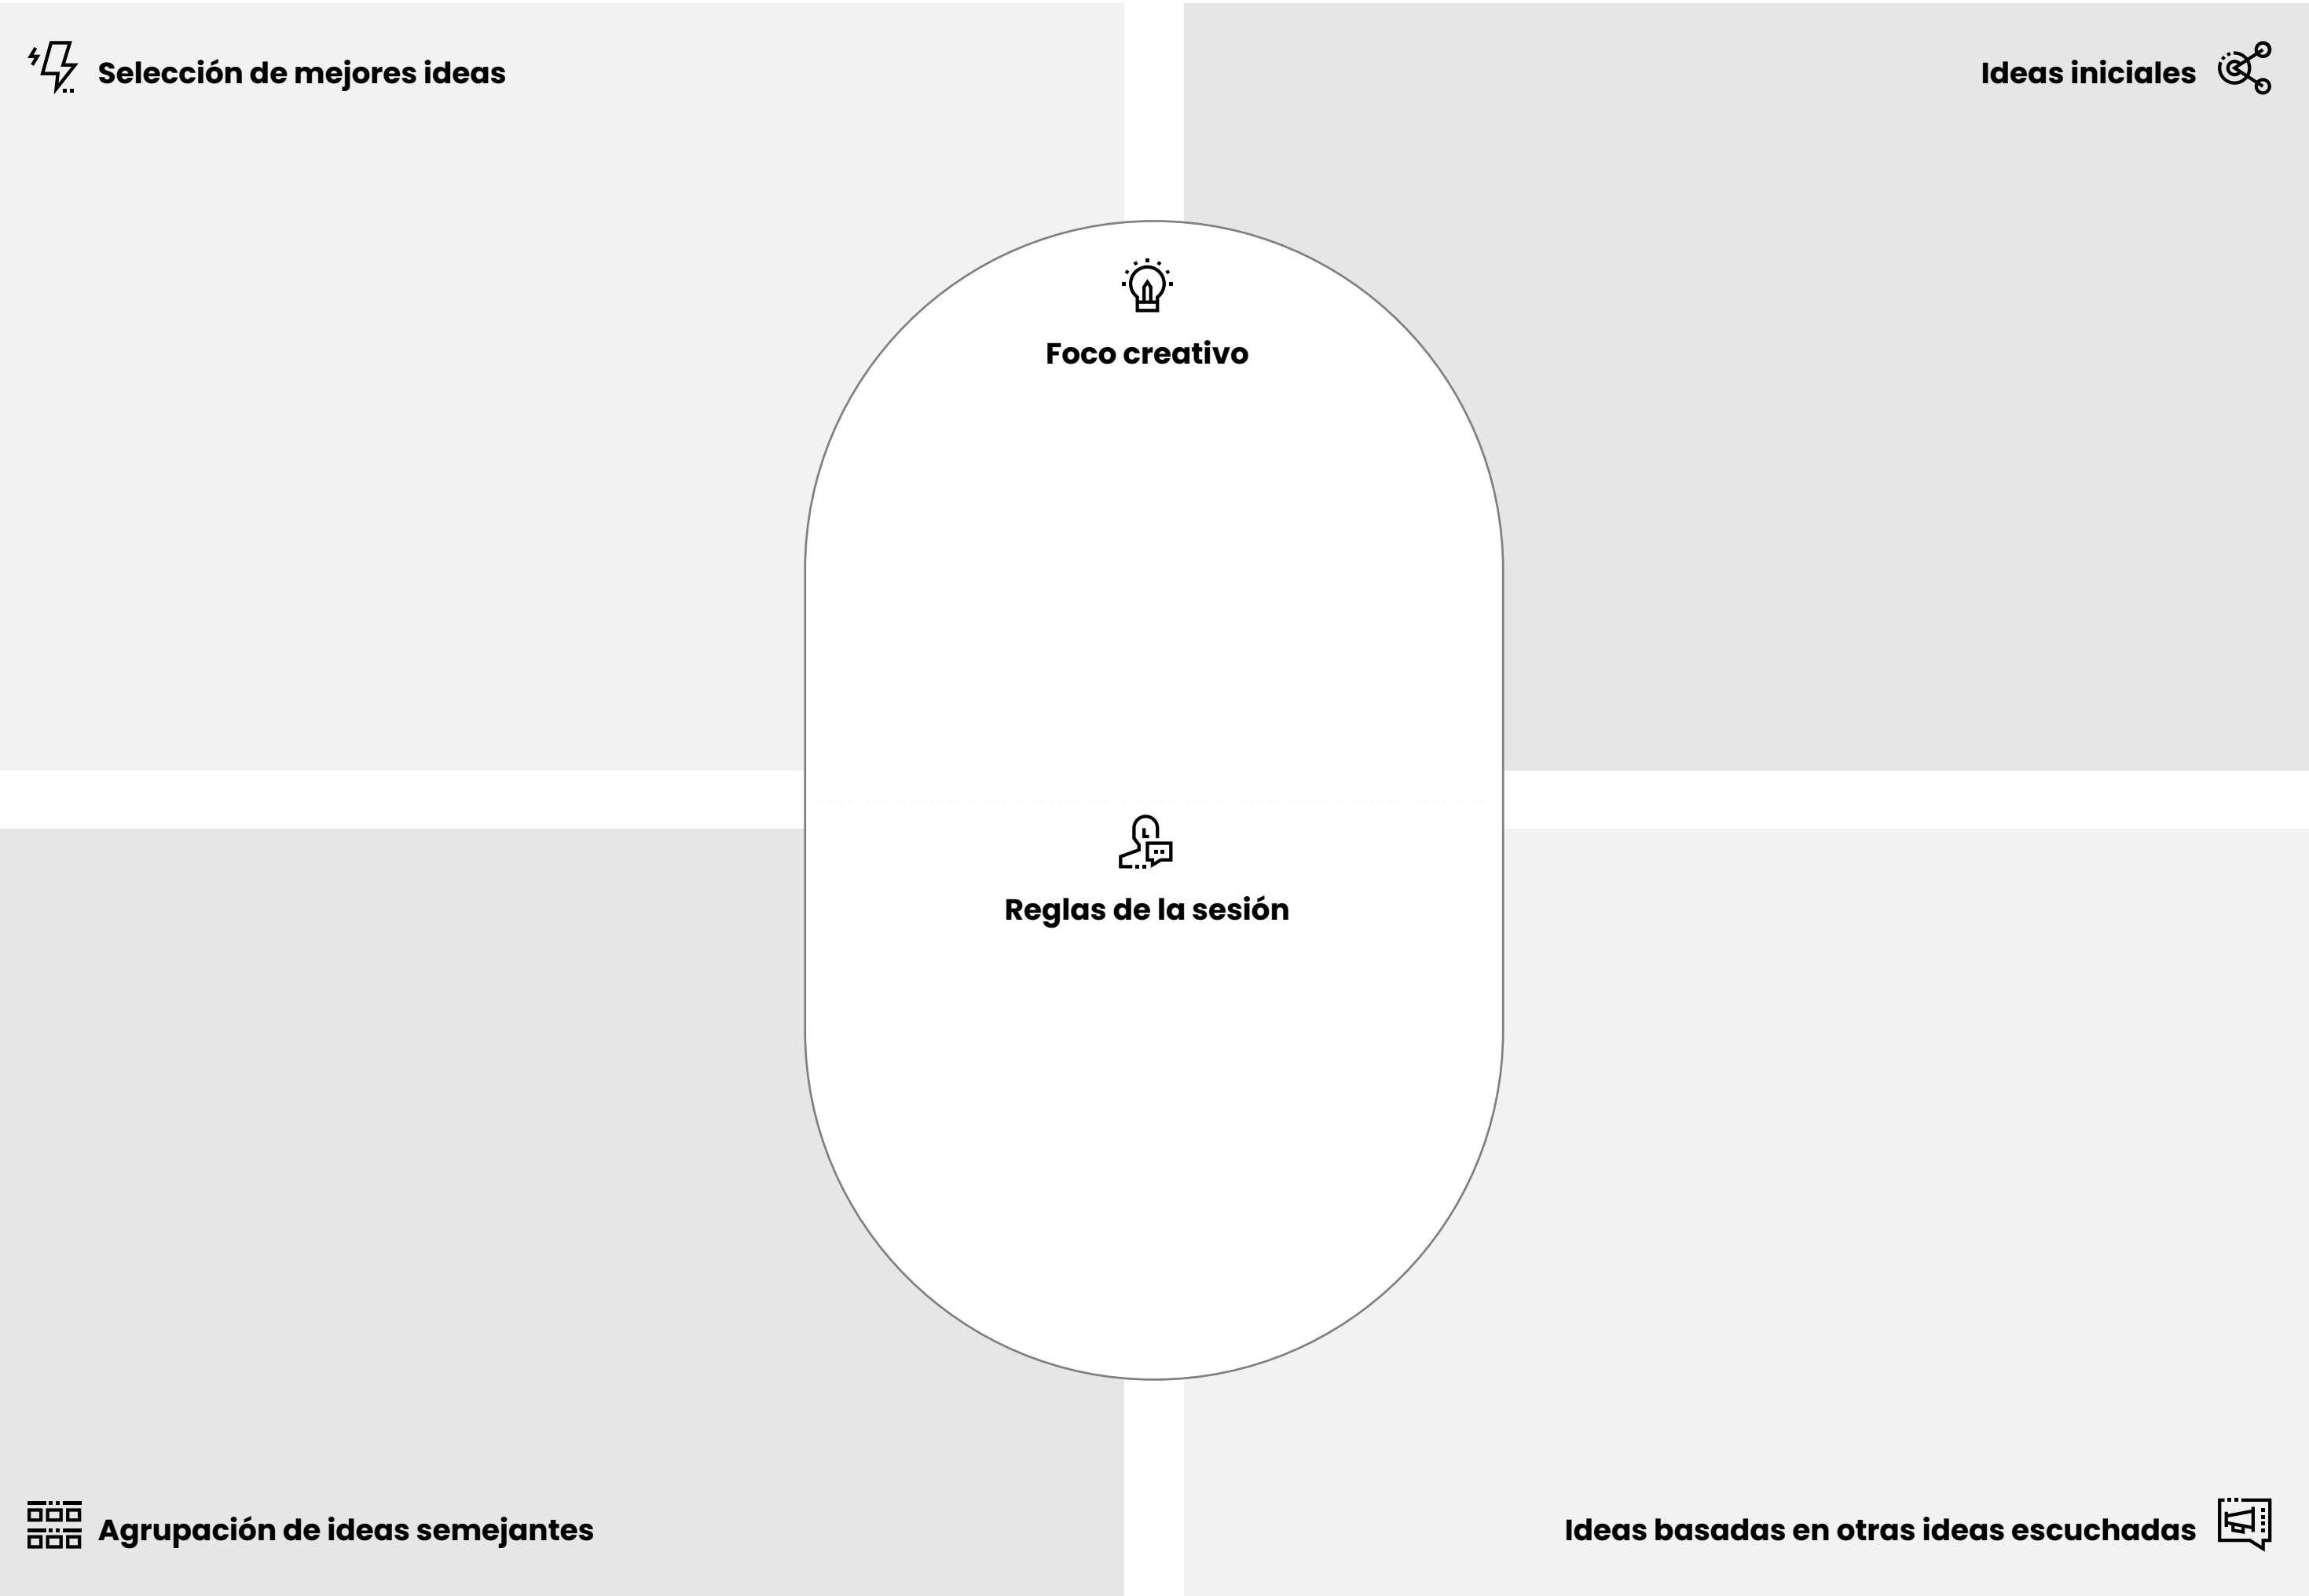 Selección de mejores ideas
Ideas iniciales
Foco creativo
Reglas de la sesión
Agrupación de ideas semejantes
Ideas basadas en otras ideas escuchadas